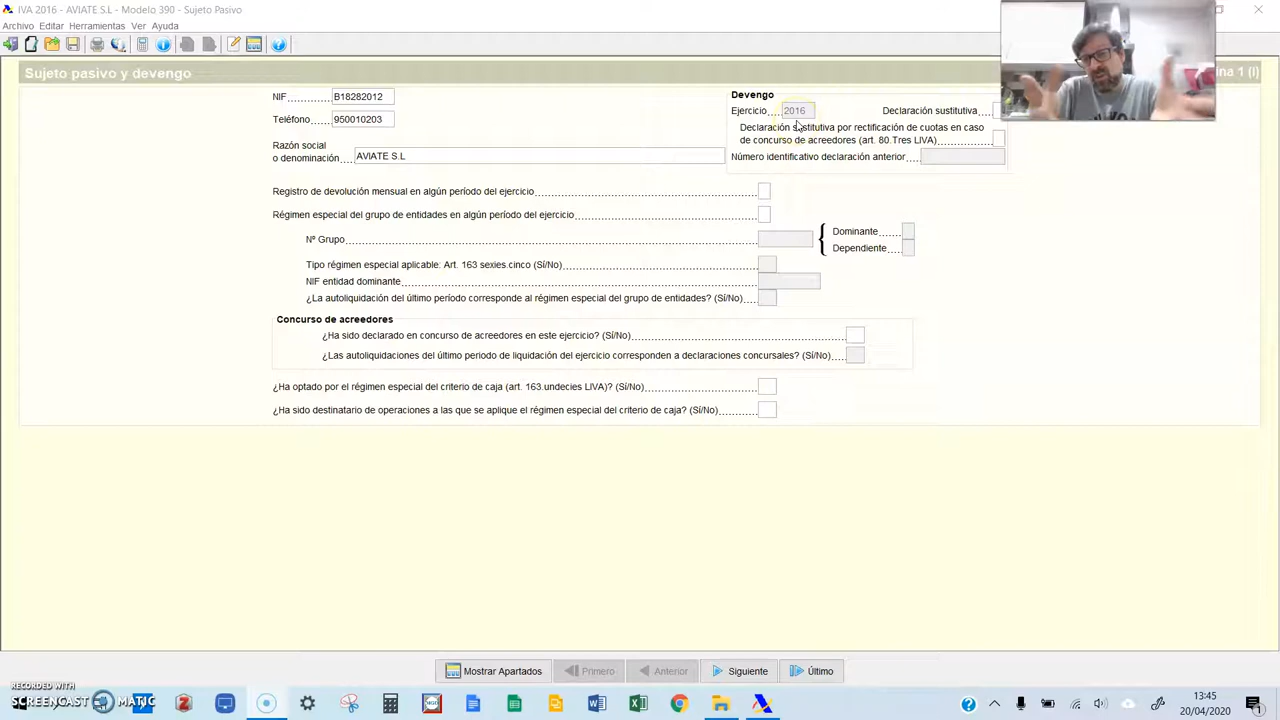 IVA 2016 - AVIATE S.L - Modelo 390 - Sujeto Pasivo
Archivo Editar Herramientas Ver Ayuda
Sujeto pasivo y devengo
ina 1 (I)
NIF B18282012
Teléfono 950010203
Razón social
o denominación AVIATE S.L
Devengo
Ejercicio 2016 Declaración sustitutiva
Declaración sustitutiva por rectificación de cuotas en caso
de concurso de acreedores (art. 80.Tres LIVA)
Número identificativo declaración anterior
Registro de devolución mensual en algún período del ejercicio
Régimen especial del grupo de entidades en algún período del ejercicio
Nº Grupo
Dominante
Dependiente
Tipo régimen especial aplicable: Art. 163 sexies.cinco (SÍ/No)
NIF entidad dominante
¿La autoliquidación del último período corresponde al régimen especial del grupo de entidades? (SÍ/No)
Concurso de acreedores
¿Ha sido declarado en concurso de acreedores en este ejercicio? (SÍ/No)
¿Las autoliquidaciones del último periodo de liquidación del ejercicio corresponden a declaraciones concursales? (SÍ/No)
¿Ha optado por el régimen especial del criterio de caja (art. 163.undecies LIVA)? (SÍ/No)
¿Ha sido destinatario de operaciones a las que se aplique el régimen especial del criterio de caja? (SÍ/No)
Mostrar Apartados Primero Anterior Siguiente Último
RECORDED WITH
SCREENCAST MATIC
13:45
20/04/2020